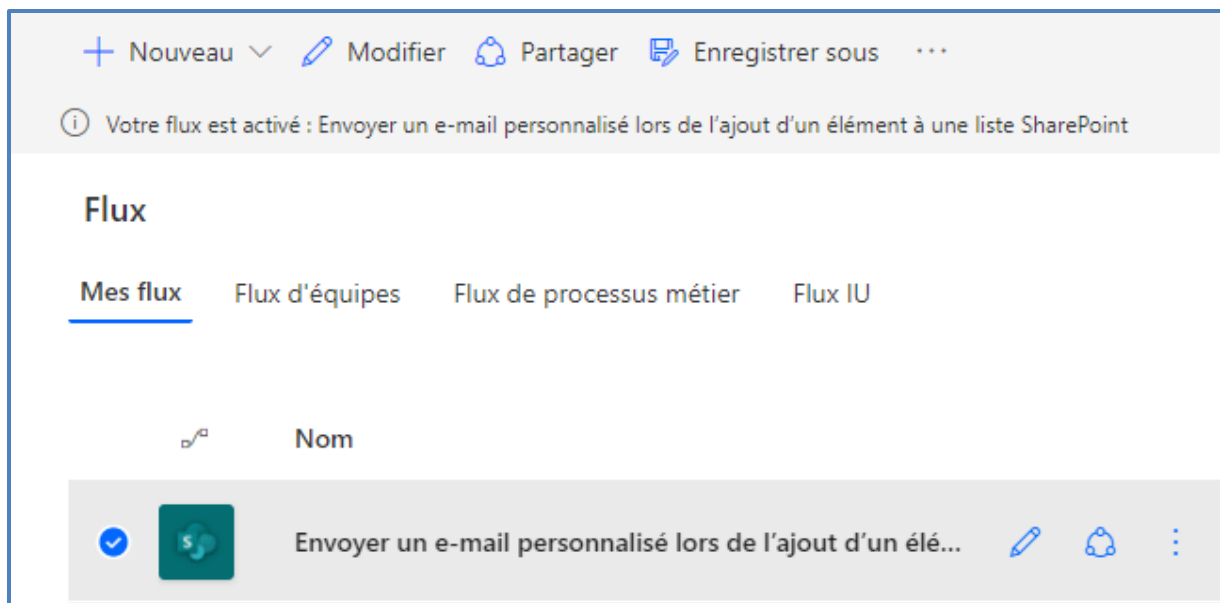 Nouveau Modifier Partager Enregistrer sous ...
Votre flux est activé : Envoyer un e-mail personnalisé lors de l’ajout d’un élément à une liste SharePoint
Flux
Mes flux Flux d'équipes Flux de processus métier Flux IU
Nom
S Envoyer un e-mail personnalisé lors de l’ajout d’un élé...